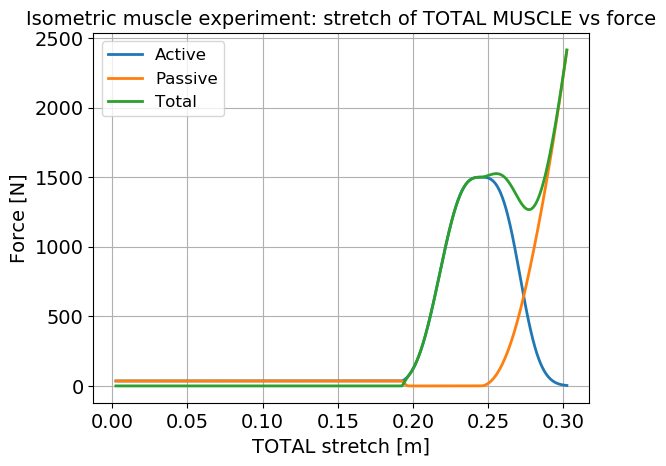 Isometric muscle experiment: stretch of TOTAL MUSCLE vs force
2500
2000
1500
1000
500
0
Force [N]
Active
Passive
Total
0.00 0.05 0.10 0.15 0.20 0.25 0.30
TOTAL stretch [m]